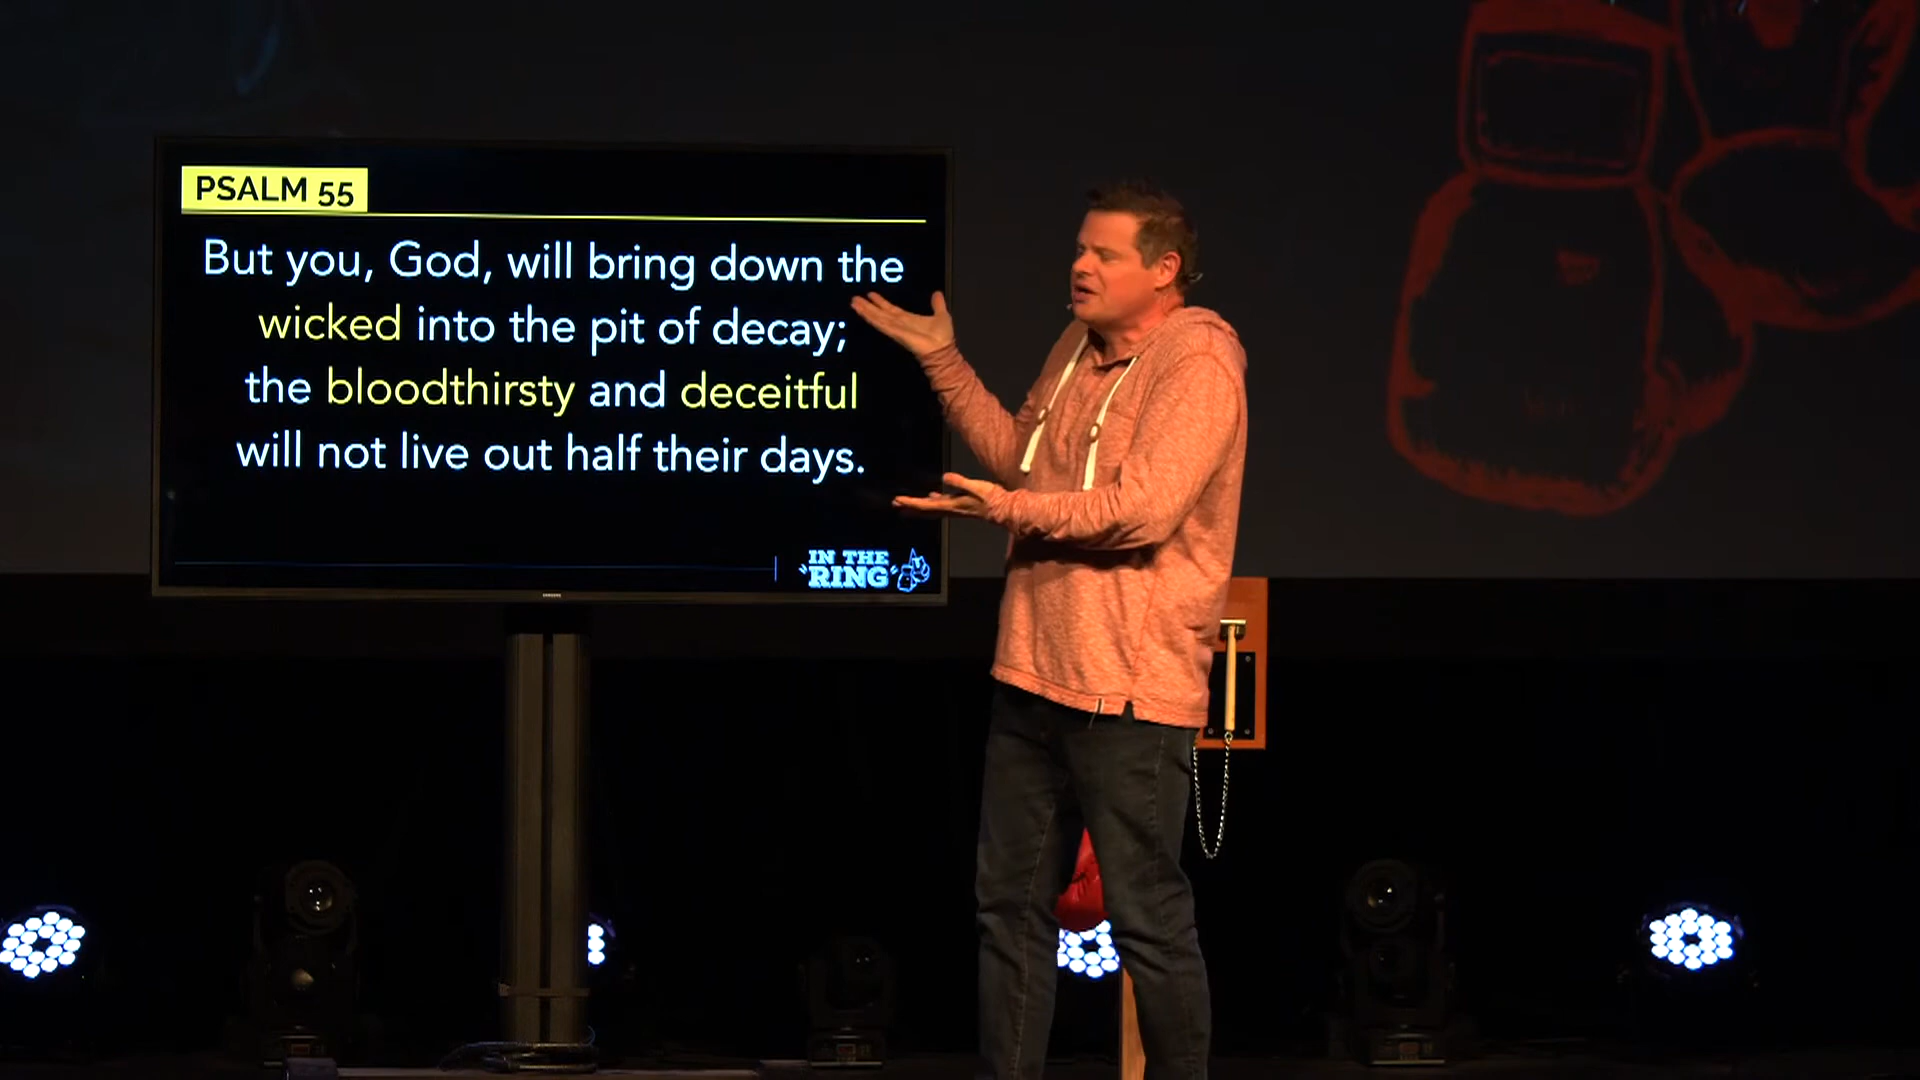 PSALM 55
But you, God, will bring down the
wicked into the pit of decay;
the bloodthirsty and deceitful
will not live out half their days.
IN THE
RING
SAMSUNG